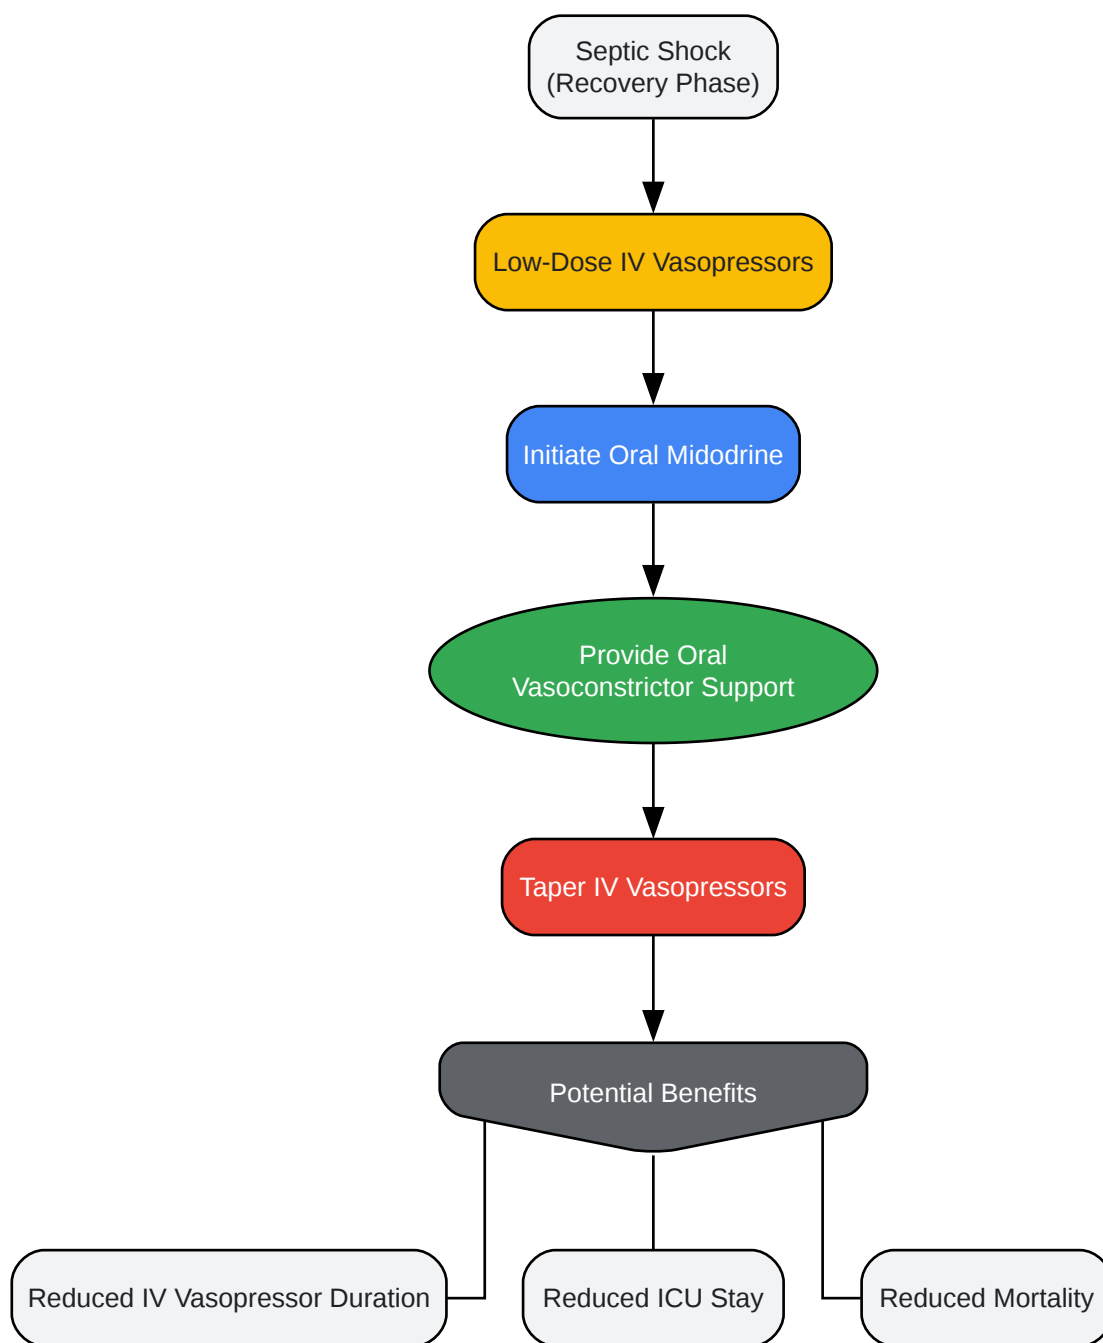 Septic Shock
(Recovery Phase)
Low-Dose IV Vasopressors
Initiate Oral Midodrine
Provide Oral
Vasoconstrictor Support
Taper IV Vasopressors
Potential Benefits
Reduced IV Vasopressor Duration
Reduced ICU Stay
Reduced Mortality